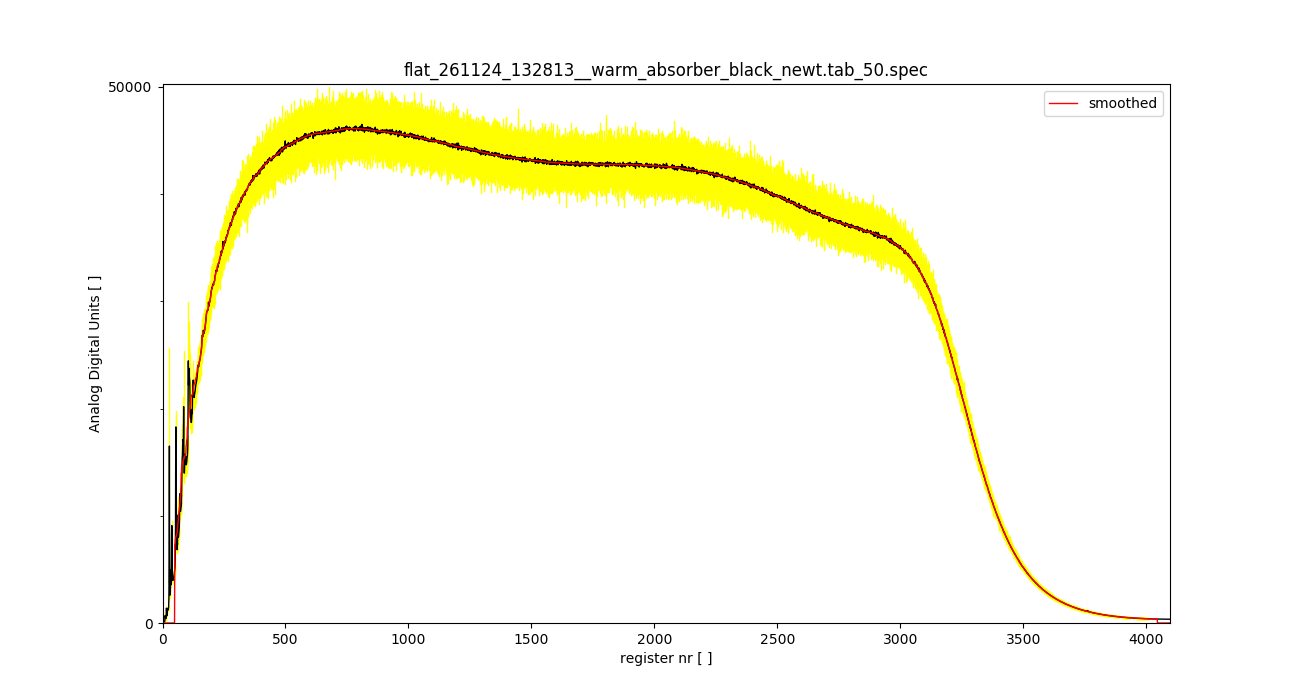 flat_261124_132813__warm_absorber_black_newt.tab_50.spec
50000
smoothed
Analog Digital Units [ ]
0
0 500 1000 1500 2000 2500 3000 3500 4000
register nr [ ]